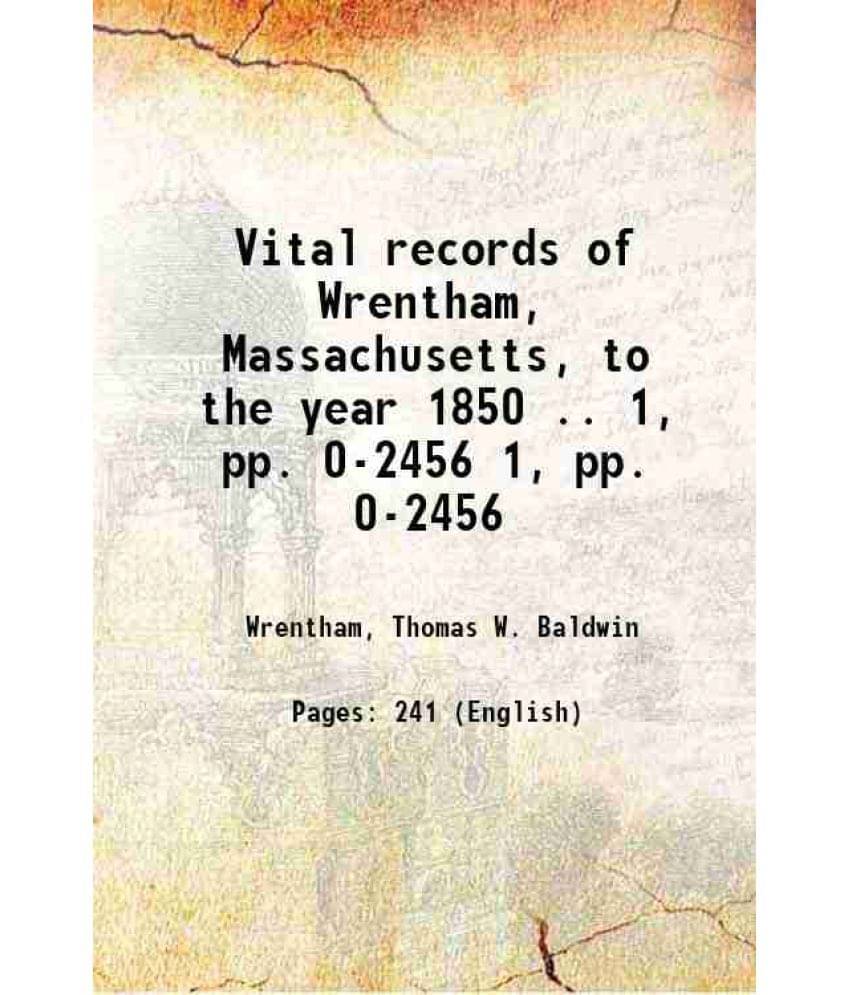 Vital records of
Wrentham,
Massachusetts, to
the year 1850 .. 1,
pp. 0-2456 1, pp.
0-2456
Wrentham, Thomas W. Baldwin
Pages: 241 (English)